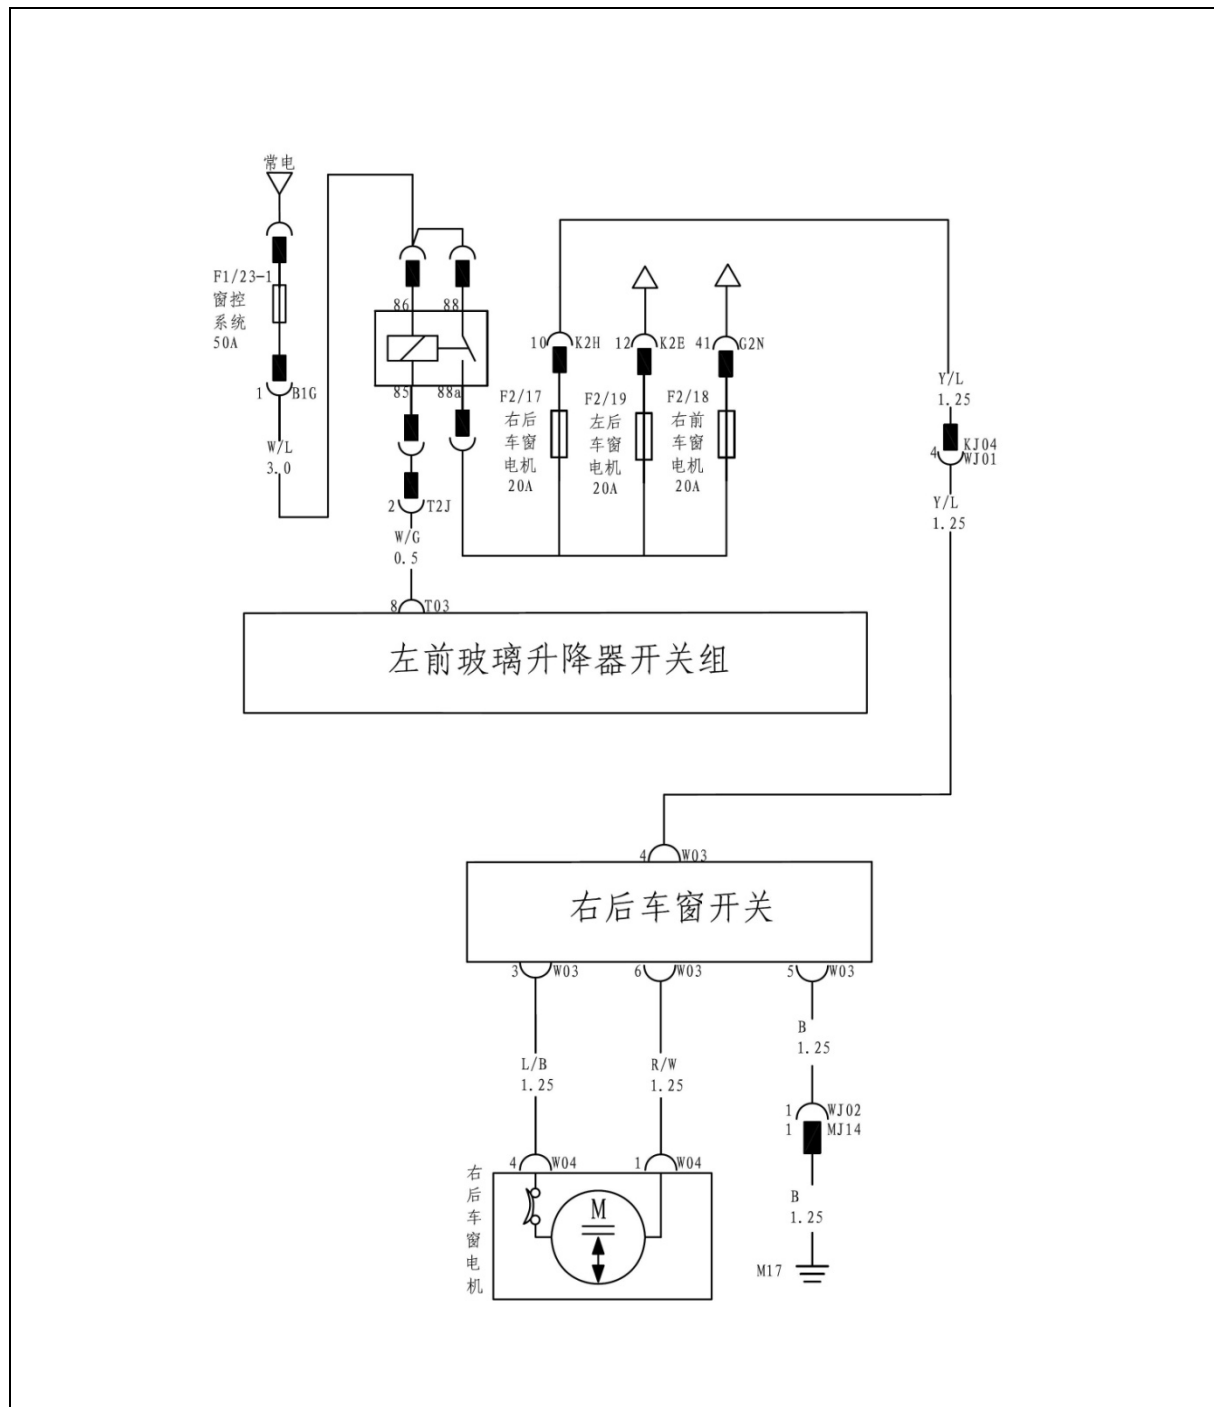 常电
F1/23-1
窗控
系统
50A
1 B1G
W/L
3.0
86 88
85 88a
2 T2J
W/G
0.5
8 T03
10 K2H
12 K2E
41 G2N
F2/17
右后
车窗
电机
20A
F2/19
左后
车窗
电机
20A
F2/18
右前
车窗
电机
20A
Y/L
1.25
KJ04
4 WJ01
Y/L
1.25
左前玻璃升降器开关组
4 W03
右后车窗开关
3 W03
6 W03
5 W03
L/B
1.25
R/W
1.25
B
1.25
1 WJ02
1 MJ14
B
1.25
M17
4 W04
1 W04
右
后
车
窗
电
机
M